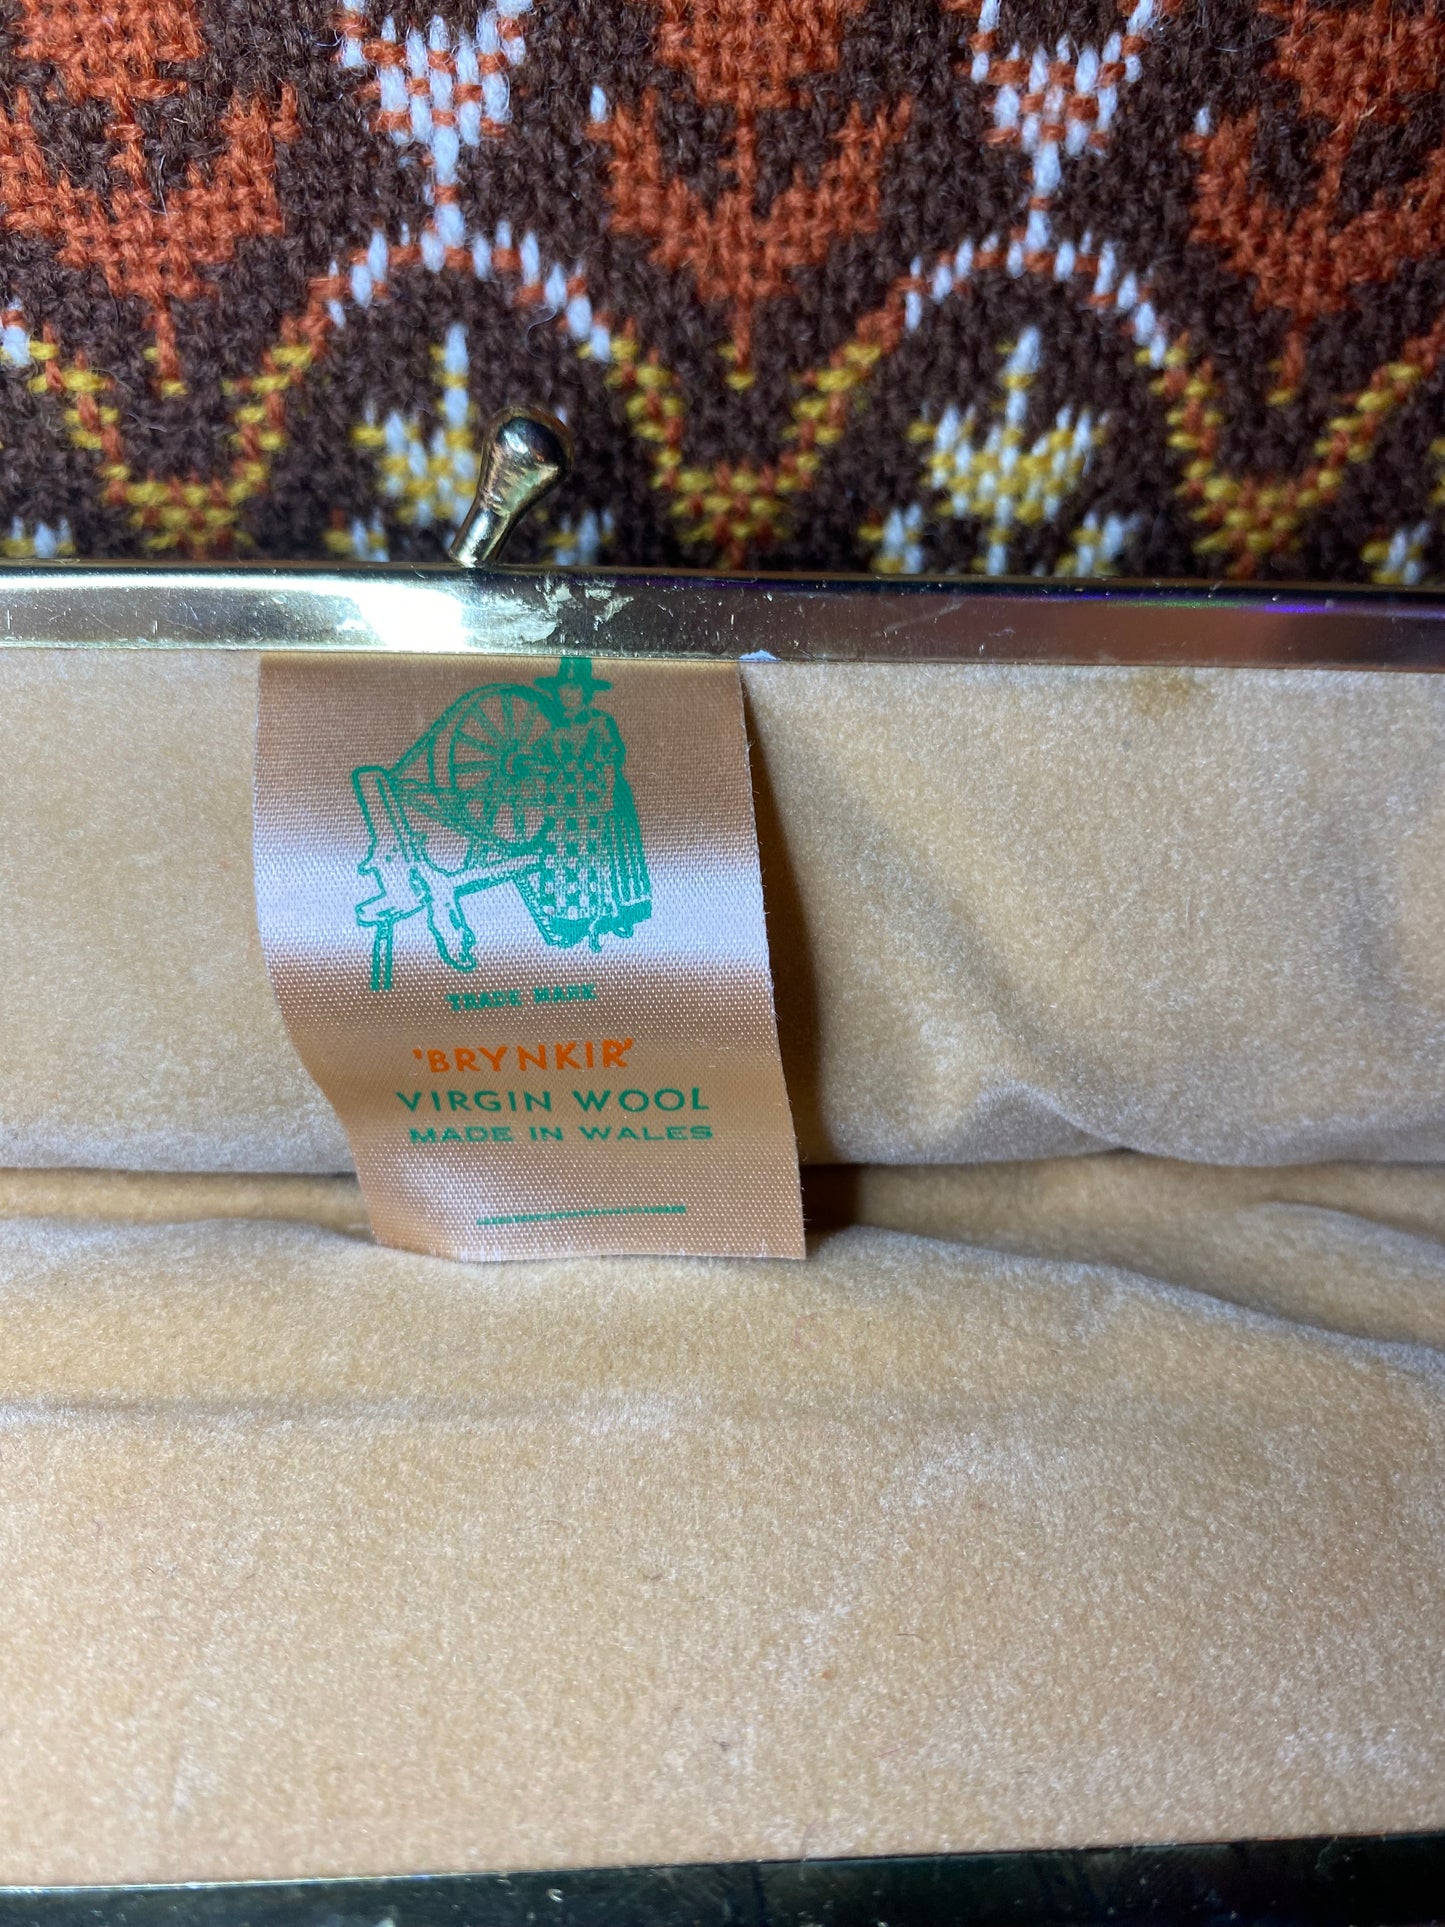 TRADE MARK
'BRYNKIR'
VIRGIN WOOL
MADE IN WALES